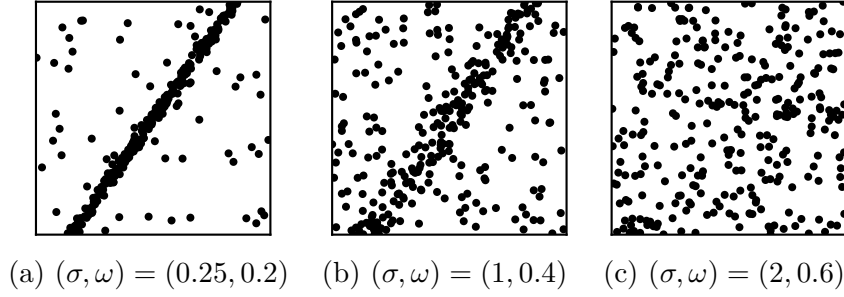 (a) (σ, ω) = (0.25, 0.2)
(b) (σ, ω) = (1, 0.4)
(c) (σ, ω) = (2, 0.6)